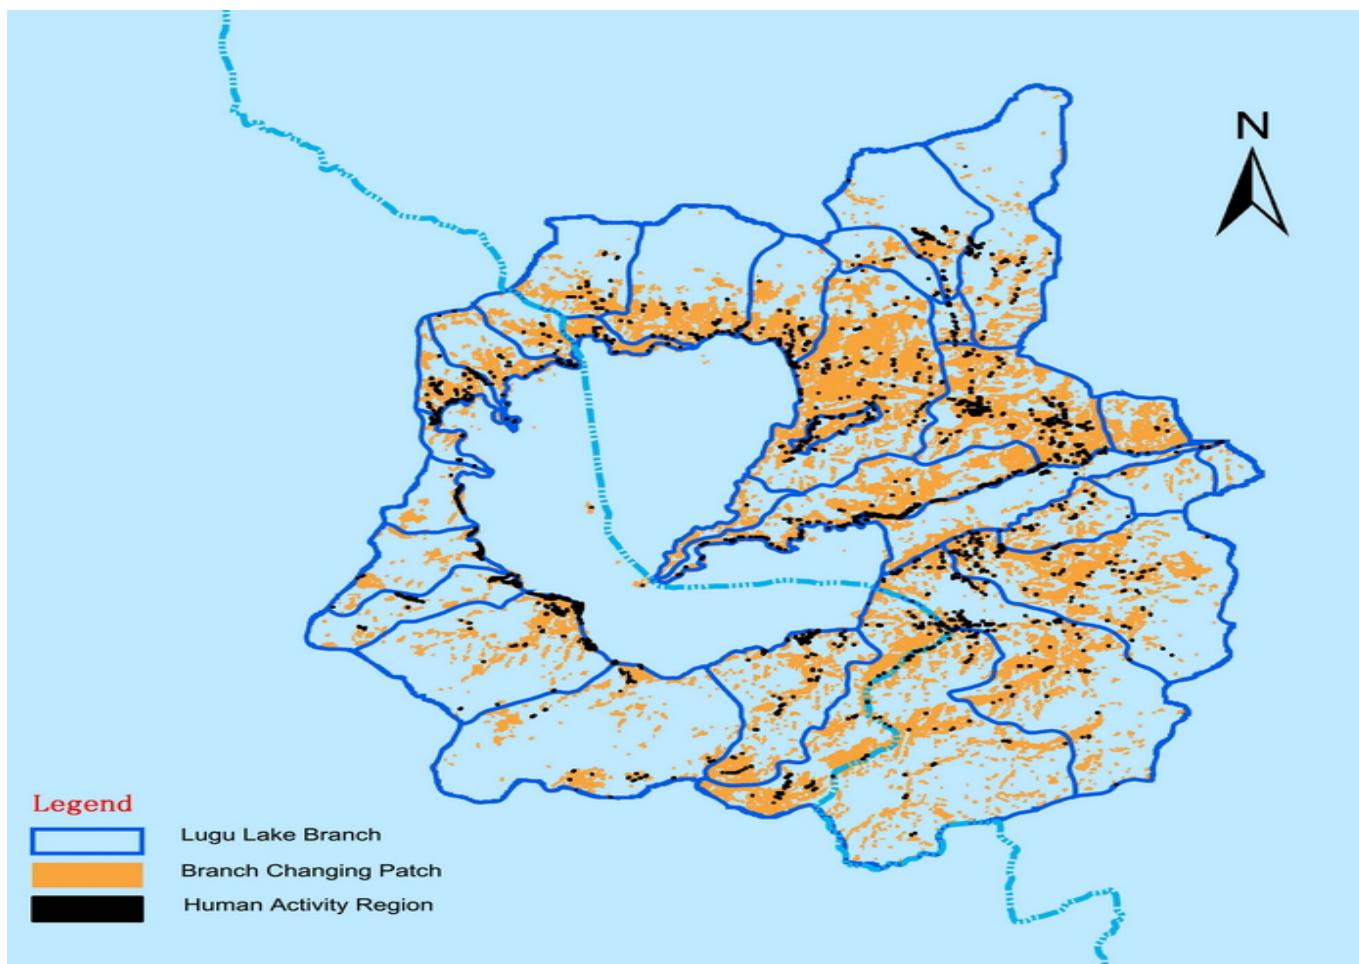 N
Legend
Lugu Lake Branch
Branch Changing Patch
Human Activity Region